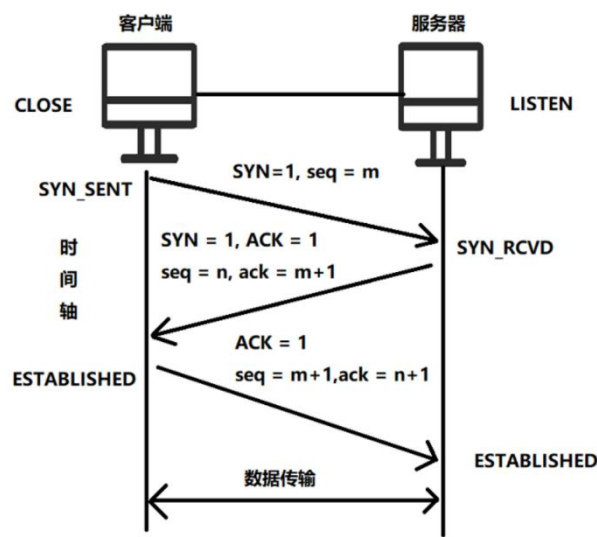 客户端
服务器
CLOSE
LISTEN
SYN=1, seq = m
SYN_SENT
SYN = 1, ACK = 1
seq = n, ack = m+1
SYN_RCVD
时
间
轴
ACK = 1
seq = m+1,ack = n+1
ESTABLISHED
ESTABLISHED
数据传输